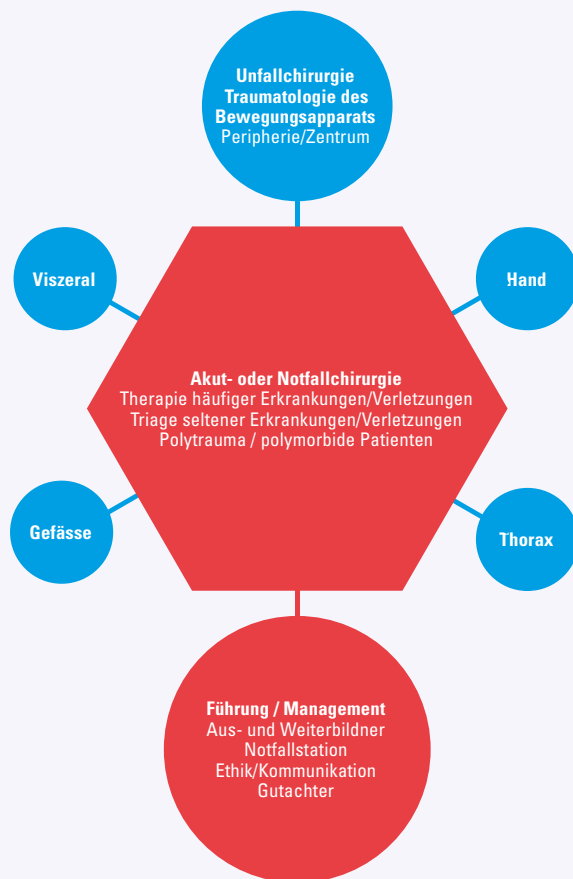 Unfallchirurgie
Traumatologie des
Bewegungsapparats
Peripherie/Zentrum
Viszeral
Hand
Akut- oder Notfallchirurgie
Therapie häufiger Erkrankungen/Verletzungen
Triage seltener Erkrankungen/Verletzungen
Polytrauma / polymorbide Patienten
Gefässe
Thorax
Führung / Management
Aus- und Weiterbildner
Notfallstation
Ethik/Kommunikation
Gutachter